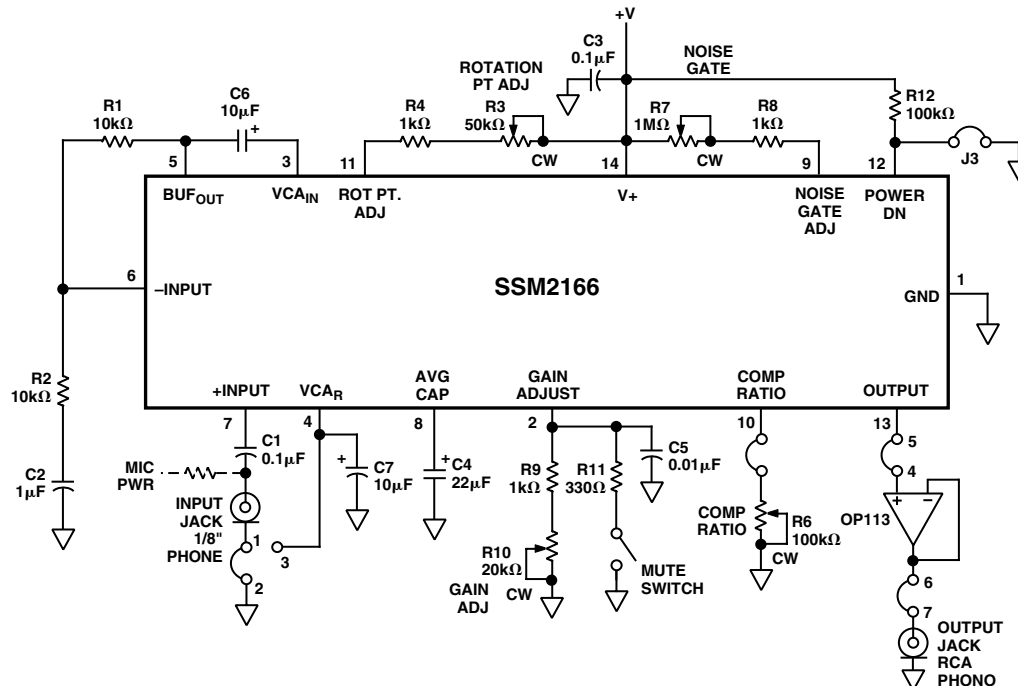 +V
C3
0.1µF
NOISE
GATE
ROTATION
PT ADJ
R1
10kΩ
C6
10µF
+
R4
1kΩ
R3
50kΩ
R7
1MΩ
R8
1kΩ
R12
100kΩ
CW
CW
J3
5
3
11
14
9
12
BUFOUT
VCAIN
ROT PT.
ADJ
V+
NOISE
GATE
ADJ
POWER
DN
6
–INPUT
SSM2166
1
GND
R2
10kΩ
+INPUT
VCAR
AVG
CAP
GAIN
ADJUST
COMP
RATIO
OUTPUT
7
4
8
2
10
13
C1
0.1µF
MIC
PWR
+
C7
10µF
+
C4
22µF
R9
1kΩ
R11
330Ω
C5
0.01µF
5
4
C2
1µF
INPUT
JACK
1/8"
PHONE
1
3
2
R10
20kΩ
GAIN
ADJ
CW
MUTE
SWITCH
COMP
RATIO
R6
100kΩ
CW
+
–
OP113
6
7
OUTPUT
JACK
RCA
PHONO